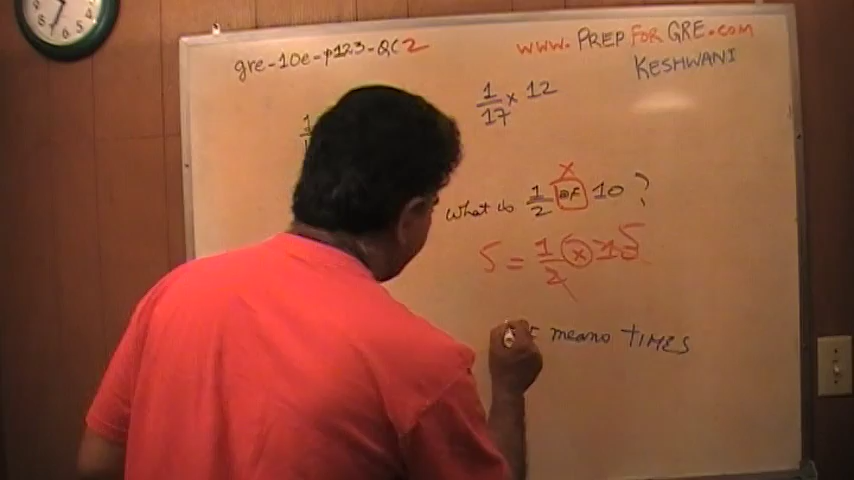 gre-10e-p123-QC2
www.PREPFORGRE.com
KESHWANI
1/17 x 12
x
What is 1/2 of 10 ?
5 = 1/2 x 10 5
means TIMES